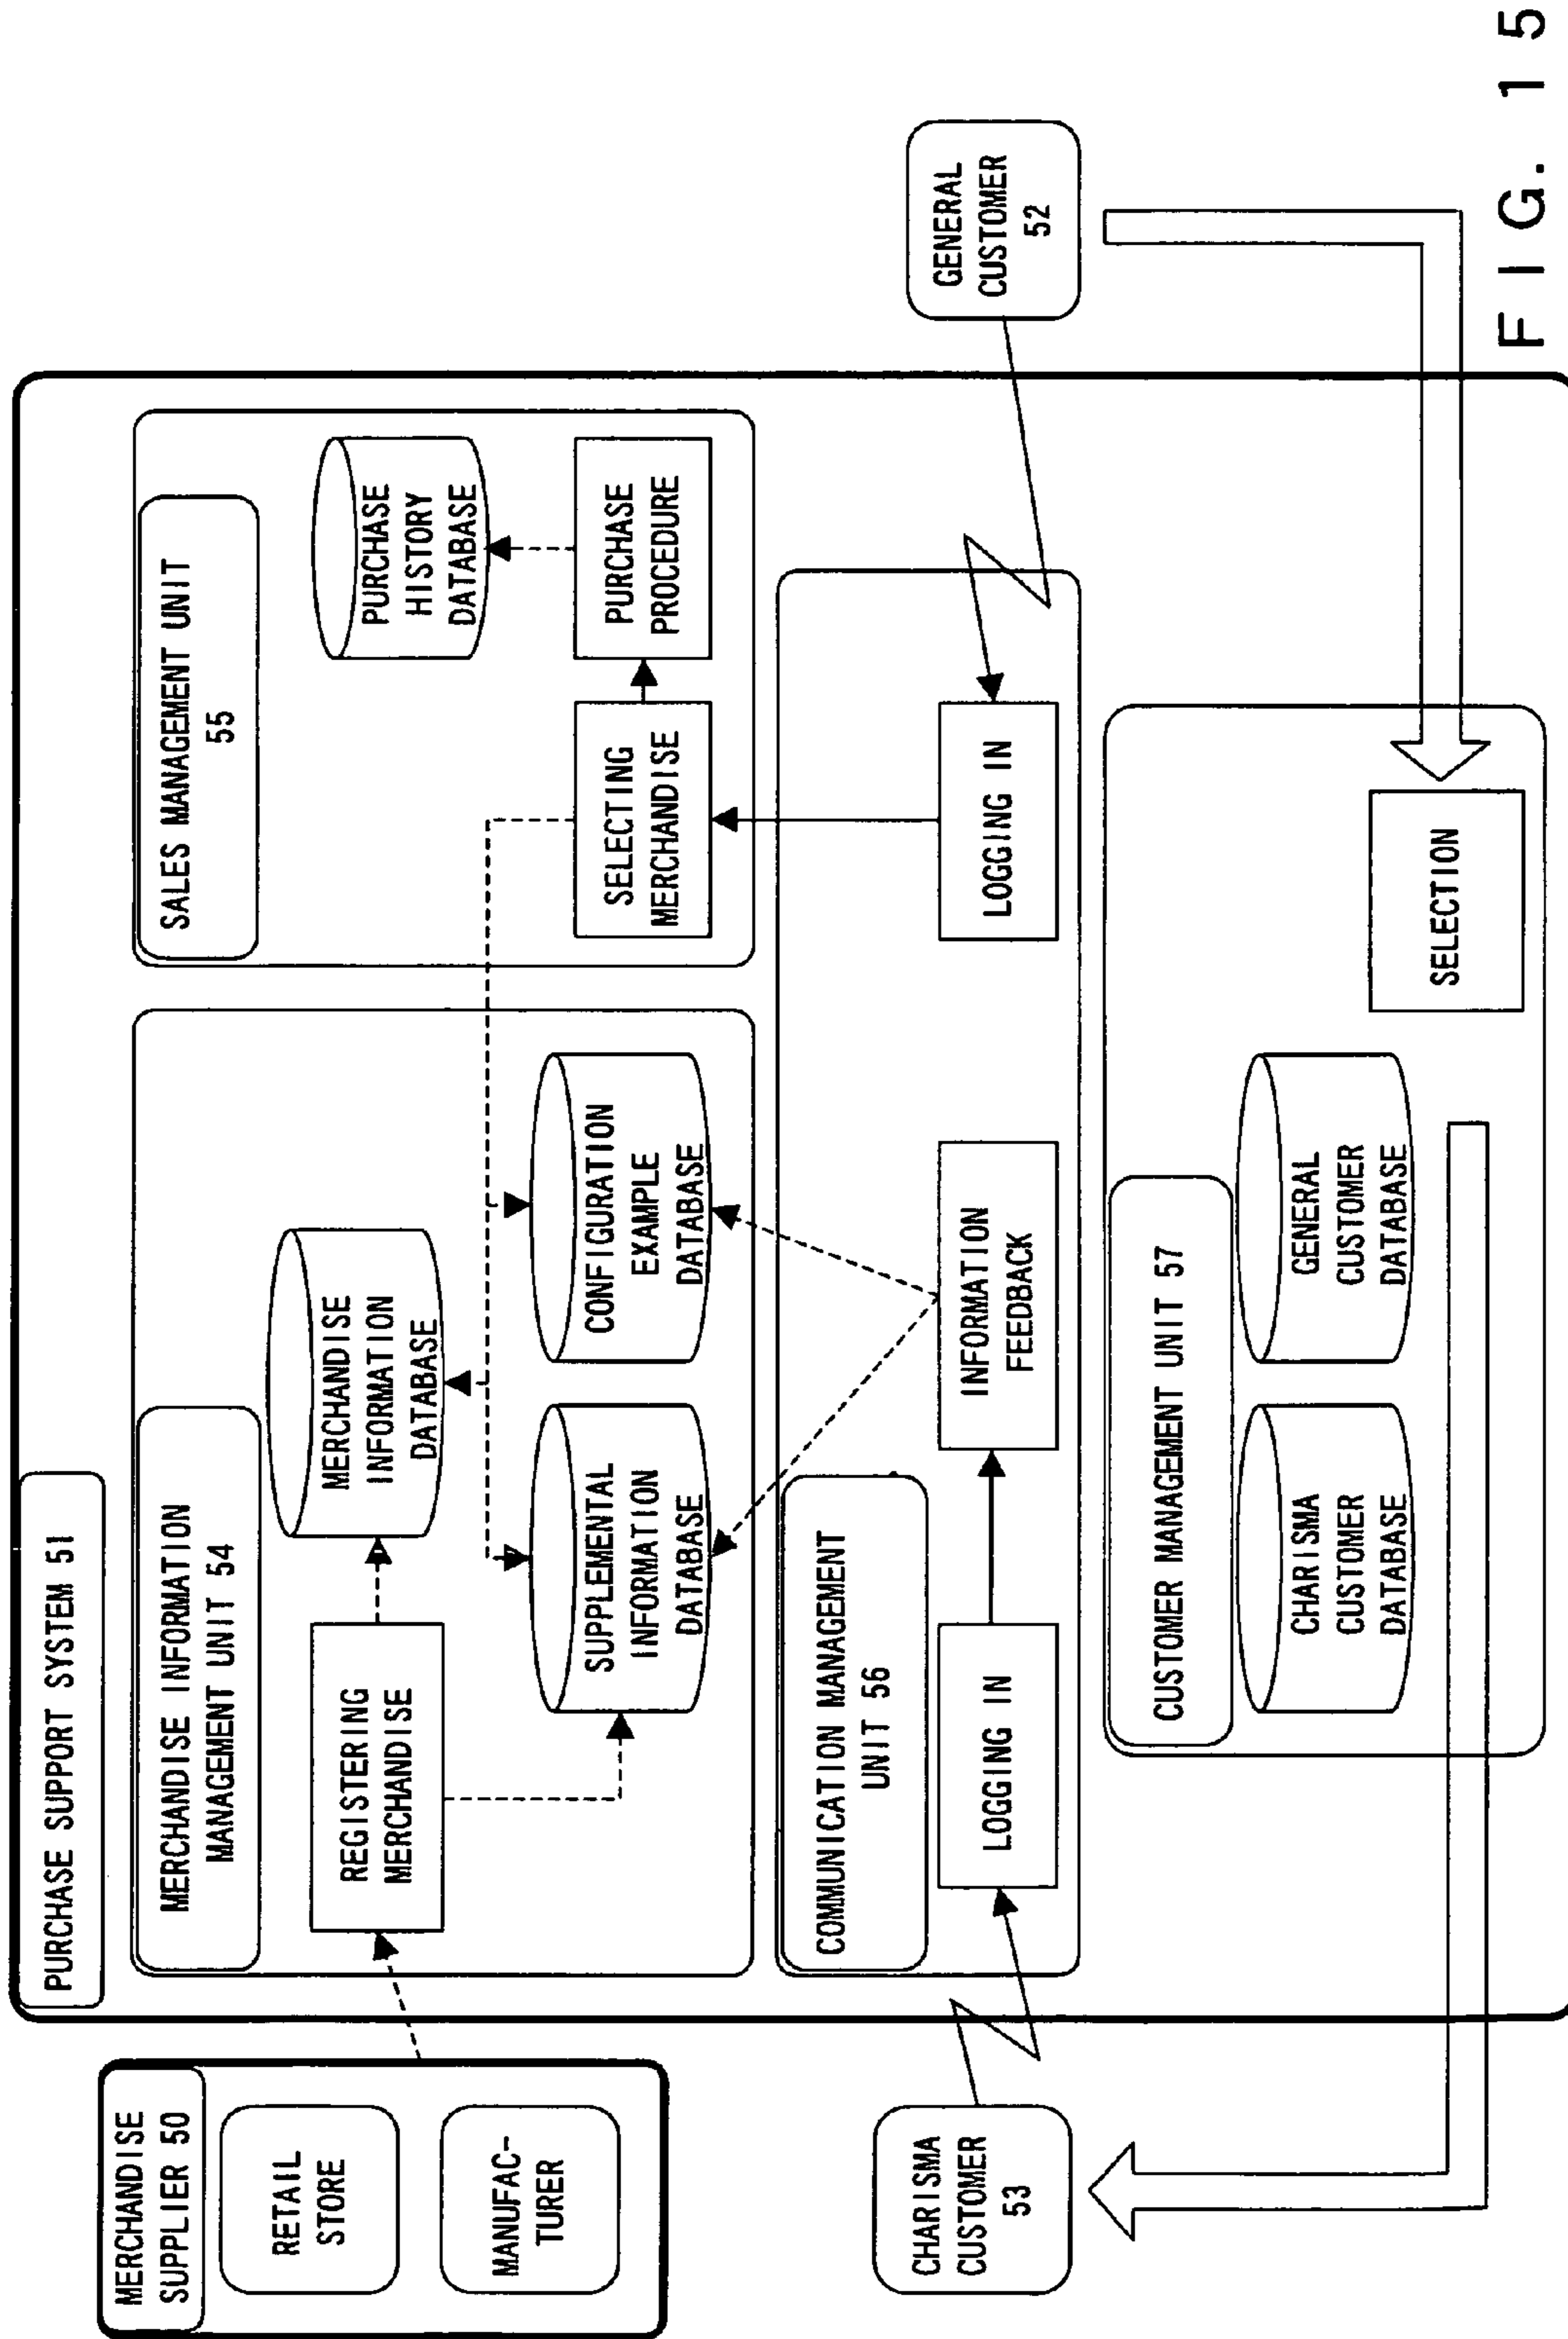 PURCHASE SUPPORT SYSTEM 51
MERCHANDISE
SUPPLIER 50
RETAIL
STORE
MANUFAC-
TURER
MERCHANDISE INFORMATION
MANAGEMENT UNIT 54
REGISTERING
MERCHANDISE
MERCHANDISE
INFORMATION
DATABASE
SUPPLEMENTAL
INFORMATION
DATABASE
CONFIGURATION
EXAMPLE
DATABASE
SALES MANAGEMENT UNIT
55
PURCHASE
HISTORY
DATABASE
SELECTING
MERCHANDISE
PURCHASE
PROCEDURE
COMMUNICATION MANAGEMENT
UNIT 56
LOGGING IN
INFORMATION
FEEDBACK
LOGGING IN
CHARISMA
CUSTOMER
53
GENERAL
CUSTOMER
52
CUSTOMER MANAGEMENT UNIT 57
CHARISMA
CUSTOMER
DATABASE
GENERAL
CUSTOMER
DATABASE
SELECTION
FIG. 15